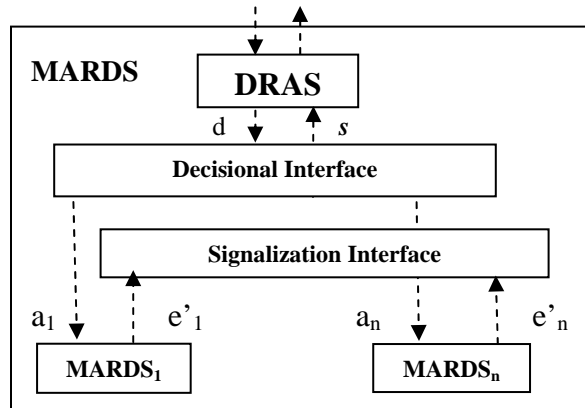 MARDS
DRAS
d s
Decisional Interface
Signalization Interface
a1 e’1 an e’n
MARDS1 MARDSn